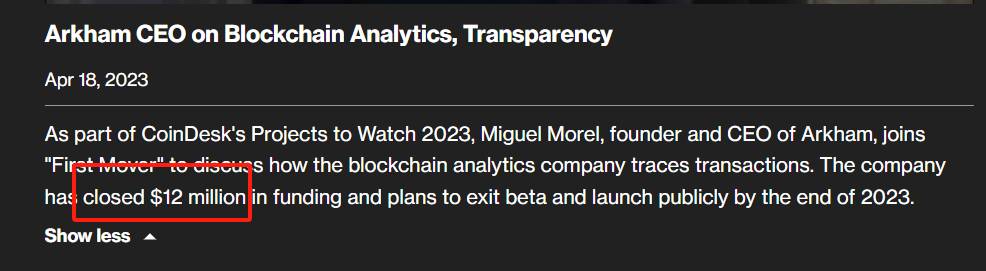 Arkham CEO on Blockchain Analytics, Transparency
Apr 18, 2023
As part of CoinDesk's Projects to Watch 2023, Miguel Morel, founder and CEO of Arkham, joins
"First Mover" to discuss how the blockchain analytics company traces transactions. The company
has closed $12 million in funding and plans to exit beta and launch publicly by the end of 2023.
Show less